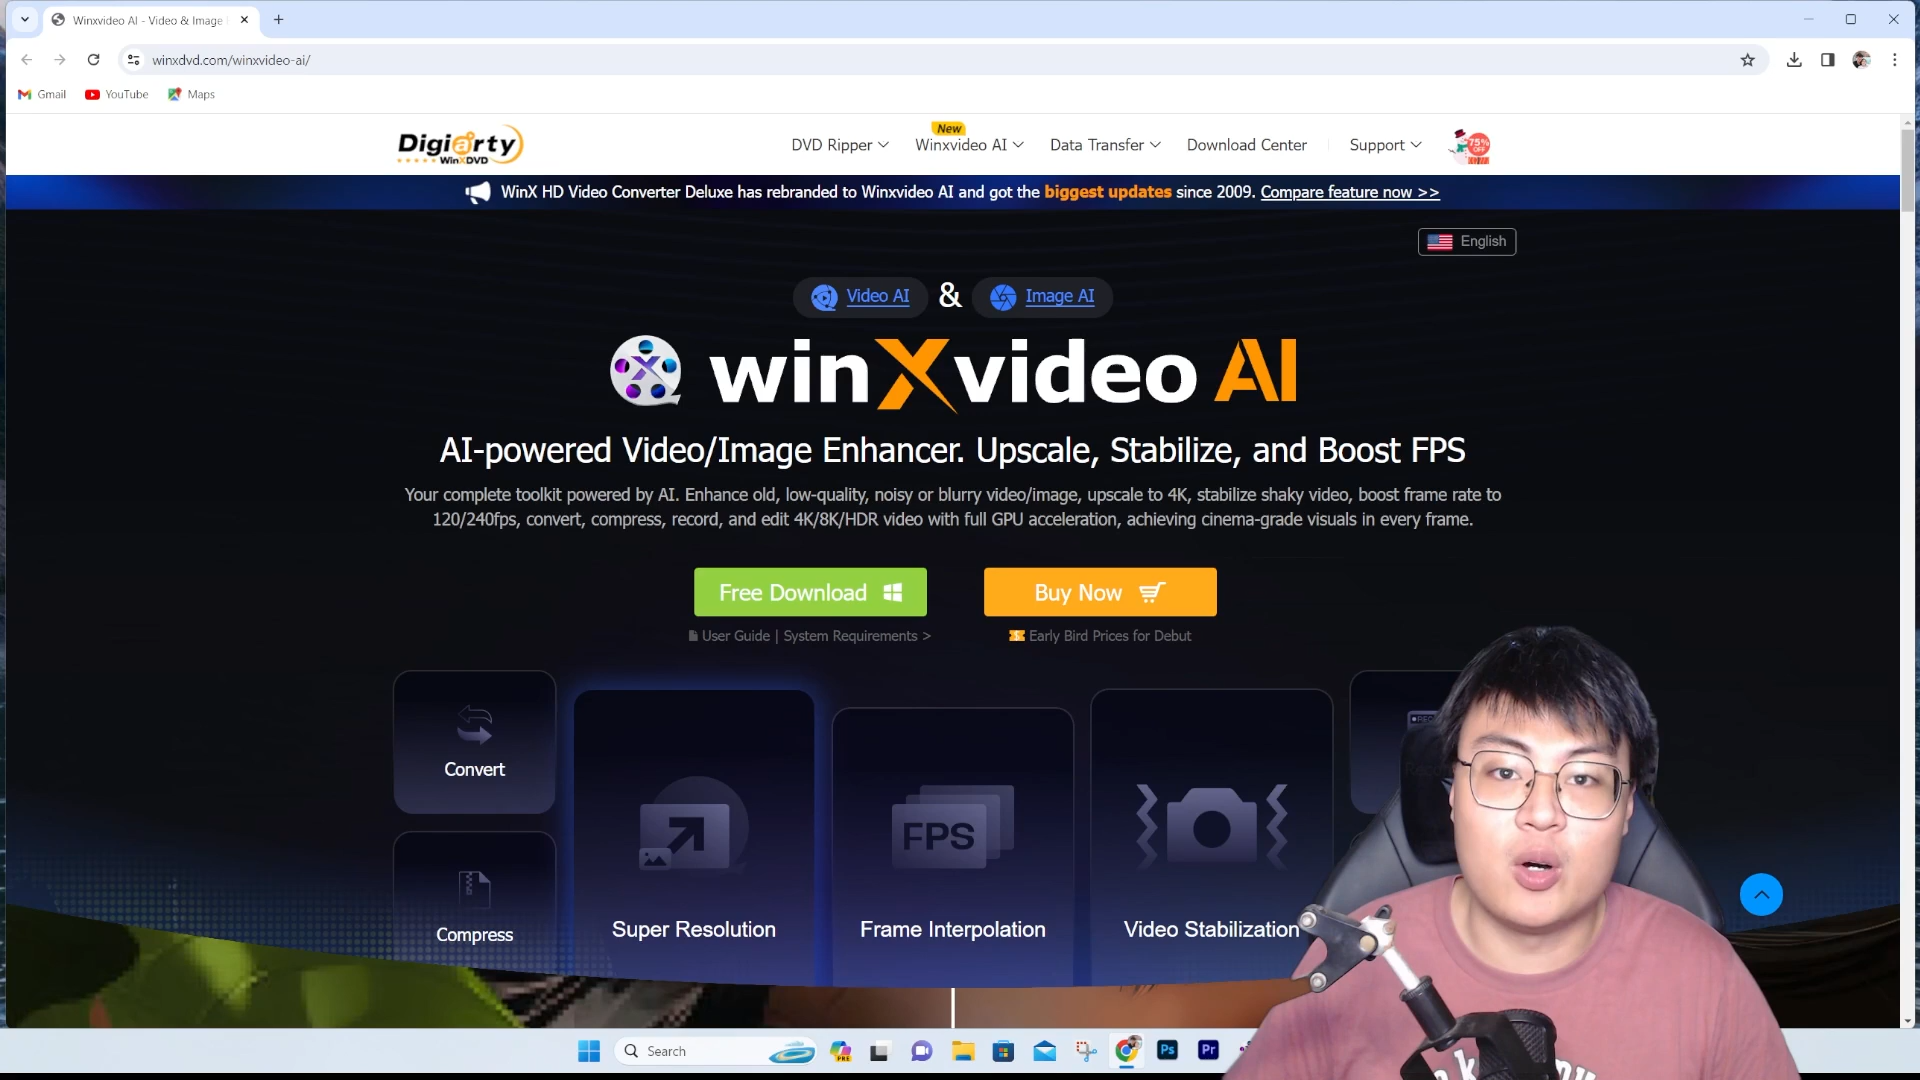 Winxvideo AI - Video & Image
winxdvd.com/winxvideo-ai/
Gmail
YouTube
Maps
Digiarty
WinXDVD
DVD Ripper
New
Winxvideo AI
Data Transfer
Download Center
Support
75%
OFF
WinX HD Video Converter Deluxe has rebranded to Winxvideo AI and got the biggest updates since 2009. Compare feature now >>
English
Video AI & Image AI
winXvideo AI
AI-powered Video/Image Enhancer. Upscale, Stabilize, and Boost FPS
Your complete toolkit powered by AI. Enhance old, low-quality, noisy or blurry video/image, upscale to 4K, stabilize shaky video, boost frame rate to
120/240fps, convert, compress, record, and edit 4K/8K/HDR video with full GPU acceleration, achieving cinema-grade visuals in every frame.
Free Download
Buy Now
User Guide | System Requirements >
Early Bird Prices for Debut
Convert
Compress
Super Resolution
FPS
Frame Interpolation
Video Stabilization
Search
PRE
Ps
Pr